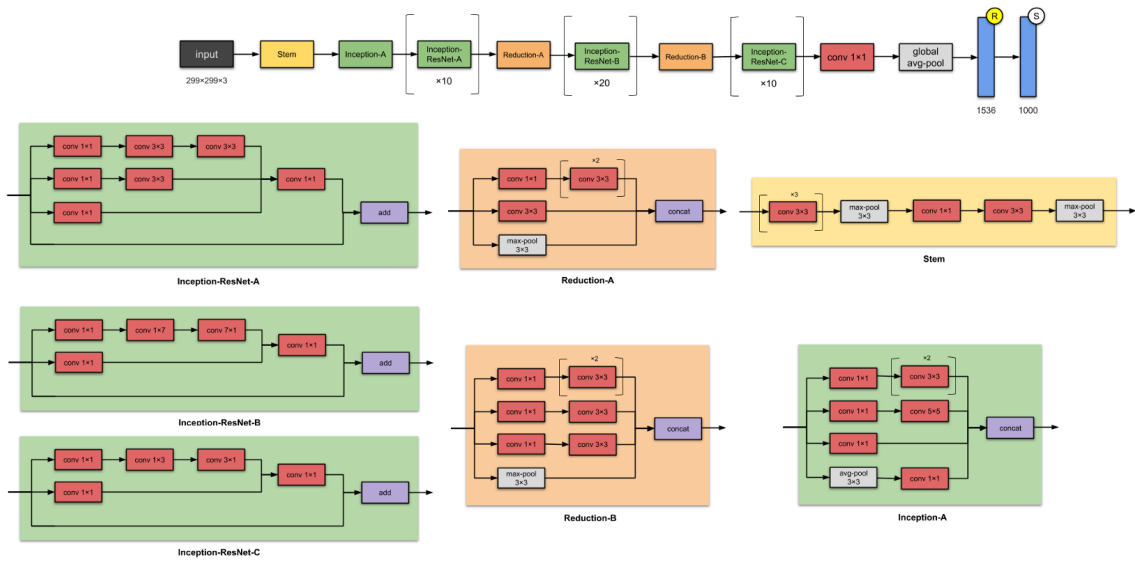 R
S
input
Stem
Inception-A
Inception-
ResNet-A
Reduction-A
Inception-
ResNet-B
Reduction-B
Inception-
ResNet-C
conv 1×1
global
avg-pool
299×299×3
×10
×20
×10
1536
1000
conv 1×1
conv 3×3
conv 3×3
conv 1×1
conv 3×3
conv 1×1
conv 1×1
add
Inception-ResNet-A
×2
conv 1×1
conv 3×3
conv 3×3
concat
max-pool
3×3
Reduction-A
×3
conv 3×3
max-pool
3×3
conv 1×1
conv 3×3
max-pool
3×3
Stem
conv 1×1
conv 1×7
conv 7×1
conv 1×1
conv 1×1
add
Inception-ResNet-B
conv 1×1
conv 1×3
conv 3×1
conv 1×1
conv 1×1
add
Inception-ResNet-C
×2
conv 1×1
conv 3×3
conv 1×1
conv 3×3
concat
conv 1×1
conv 3×3
max-pool
3×3
Reduction-B
×2
conv 1×1
conv 3×3
conv 1×1
conv 5×5
concat
conv 1×1
avg-pool
3×3
conv 1×1
Inception-A